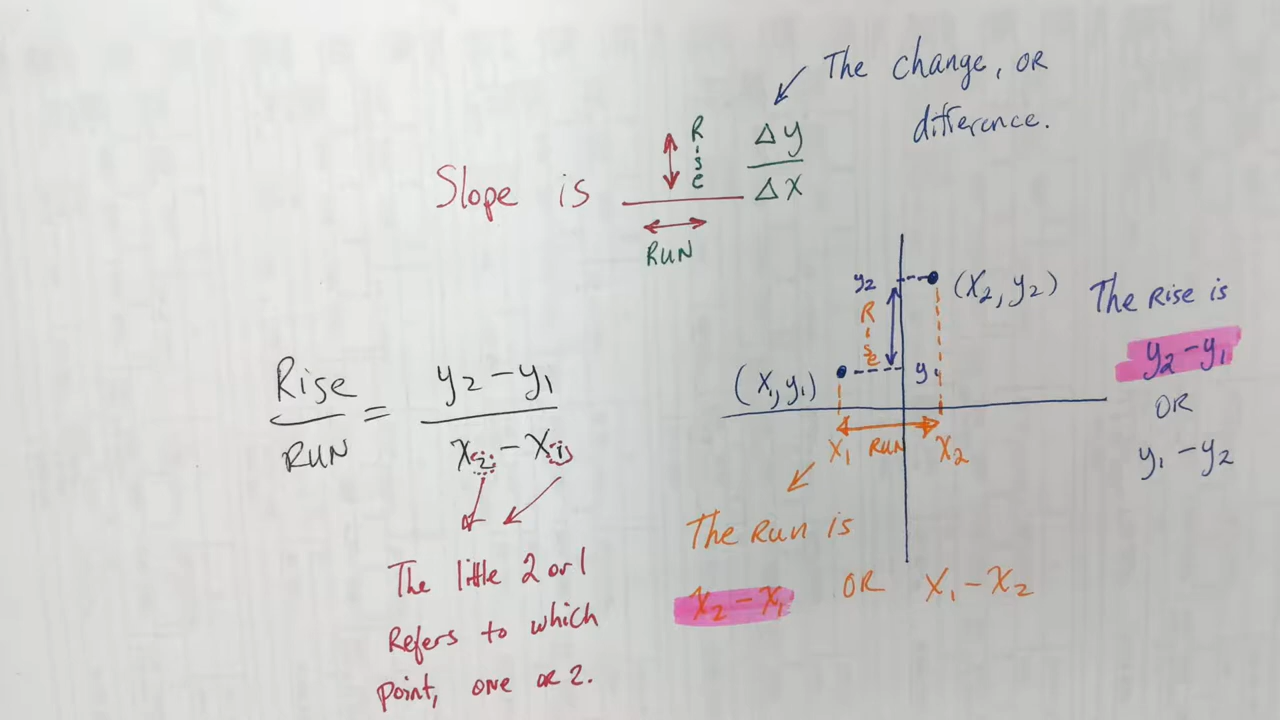 The change, OR
difference.
Slope is
Rise
RUN
Δy
Δx
Rise
RUN
=
y₂ - y₁
x₂ - x₁
The little 2 or 1
Refers to which
point, one or 2.
y₂
(x₂, y₂)
Rise
(x₁, y₁)
y₁
x₁
RUN
x₂
The Rise is
y₂ - y₁
OR
y₁ - y₂
The Run is
x₂ - x₁ OR x₁ - x₂